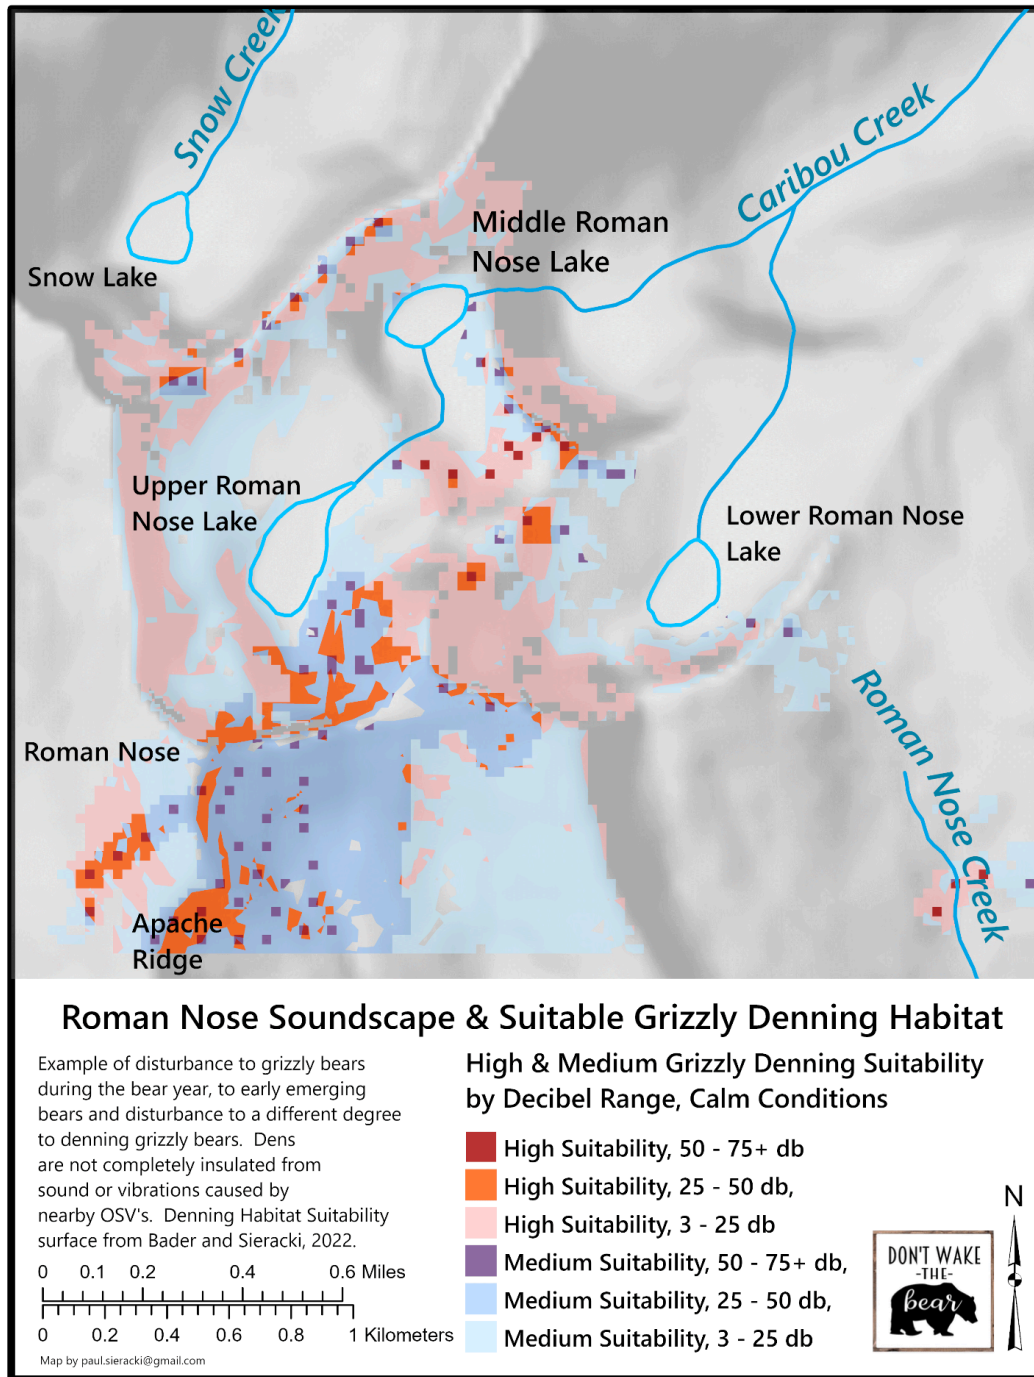 Snow Creek
Caribou Creek
Middle Roman
Nose Lake
Snow Lake
Upper Roman
Nose Lake
Lower Roman Nose
Lake
Roman Nose Creek
Roman Nose
Apache
Ridge
Roman Nose Soundscape & Suitable Grizzly Denning Habitat
Example of disturbance to grizzly bears
during the bear year, to early emerging
bears and disturbance to a different degree
to denning grizzly bears. Dens
are not completely insulated from
sound or vibrations caused by
nearby OSV's. Denning Habitat Suitability
surface from Bader and Sieracki, 2022.
0 0.1 0.2 0.4 0.6 Miles
0 0.2 0.4 0.6 0.8 1 Kilometers
Map by paul.sieracki@gmail.com
High & Medium Grizzly Denning Suitability
by Decibel Range, Calm Conditions
High Suitability, 50 - 75+ db
High Suitability, 25 - 50 db,
High Suitability, 3 - 25 db
Medium Suitability, 50 - 75+ db,
Medium Suitability, 25 - 50 db,
Medium Suitability, 3 - 25 db
DON'T WAKE
-THE-
bear
N